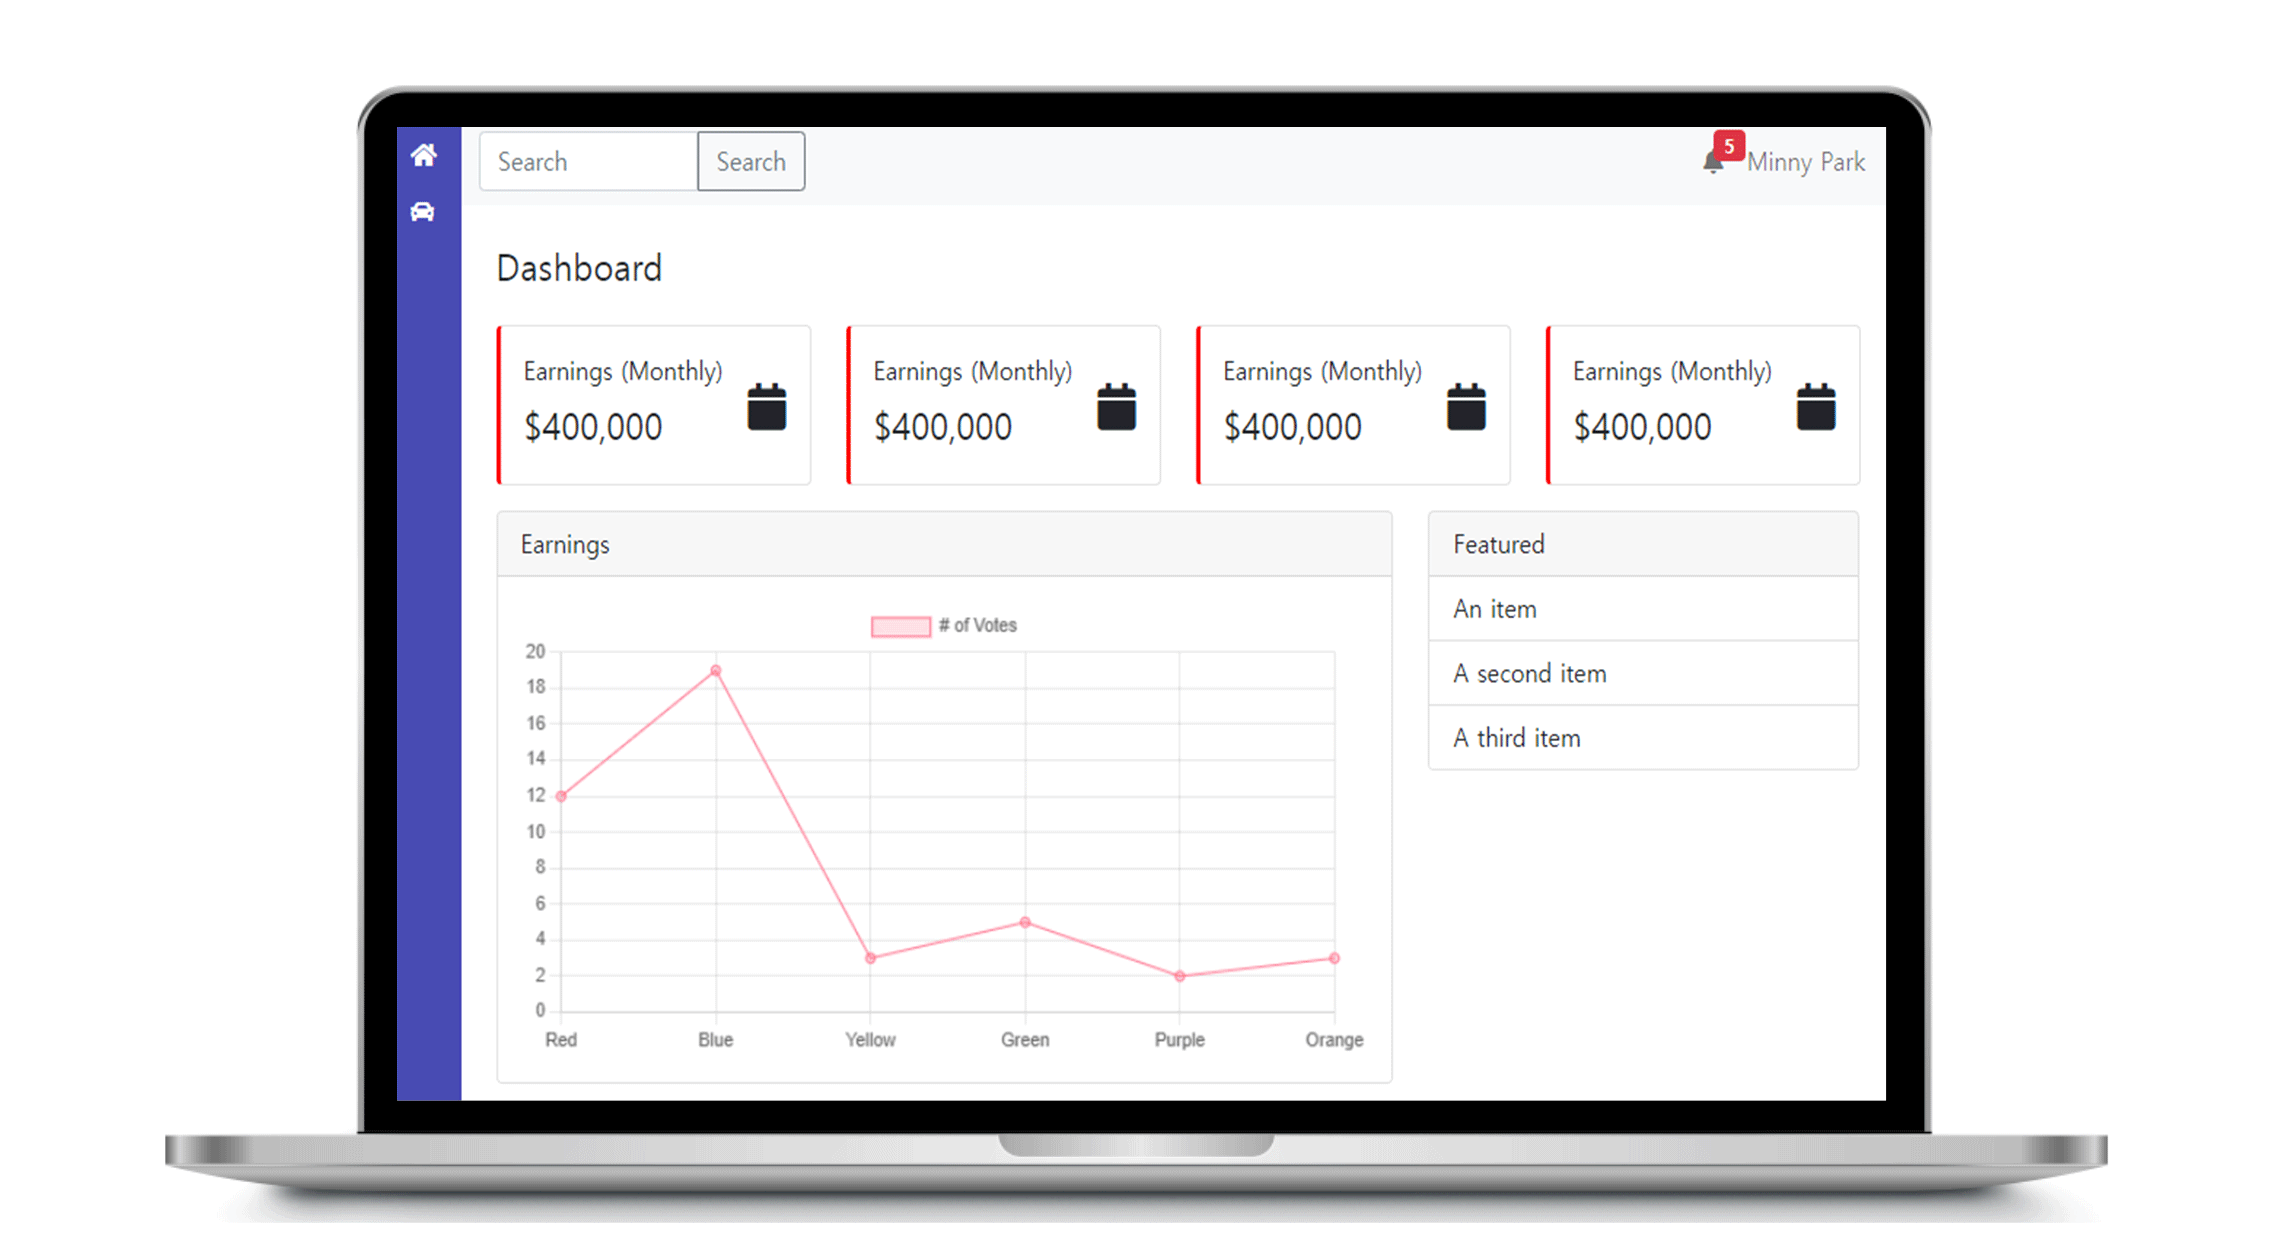 Search Search 5 Minny Park
Dashboard
Earnings (Monthly) Earnings (Monthly) Earnings (Monthly) Earnings (Monthly)
$400,000 $400,000 $400,000 $400,000
Earnings
# of Votes
20
18
16
14
12
10
8
6
4
2
0
Red Blue Yellow Green Purple Orange
Featured
An item
A second item
A third item